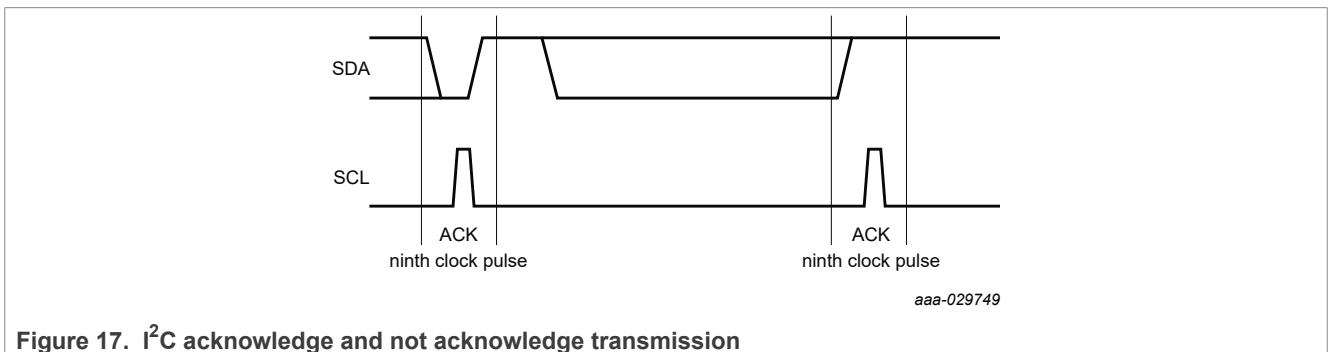 SDA
SCL
ACK ACK
ninth clock pulse ninth clock pulse
aaa-029749
Figure 17. I²C acknowledge and not acknowledge transmission